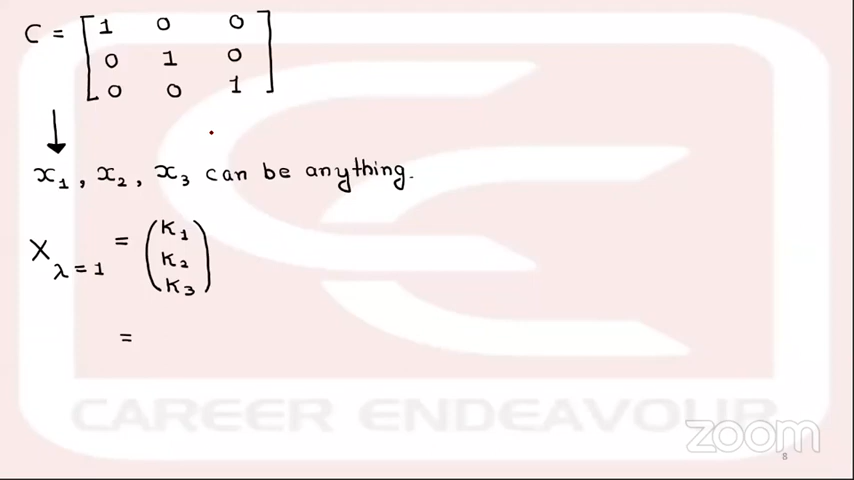 C = [ 1 0 0
0 1 0
0 0 1 ]
↓
x₁, x₂, x₃ can be anything.
X λ=1 = ( K₁
K₂
K₃ )
=
CAREER ENDEAVOUR
zoom
8